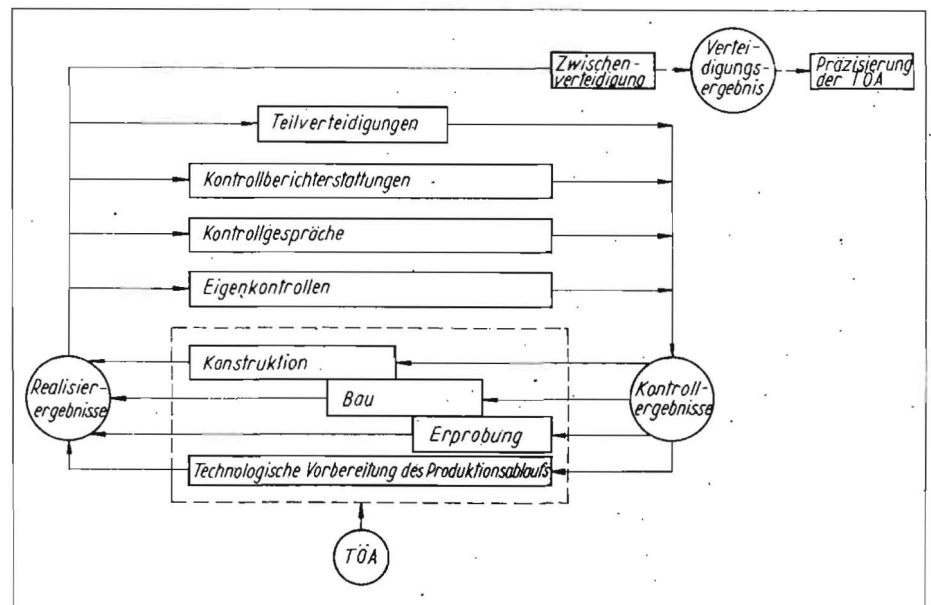 Zwischen-
verteidigung
Vertei-
digungs-
ergebnis
Präzisierung
der TÖA
Teilverteidigungen
Kontrollberichterstattungen
Kontrollgespräche
Eigenkontrollen
Konstruktion
Realisier-
ergebnisse
Bau
Kontroll-
ergebnisse
Erprobung
Technologische Vorbereitung des Produktionsablaufs
TÖA